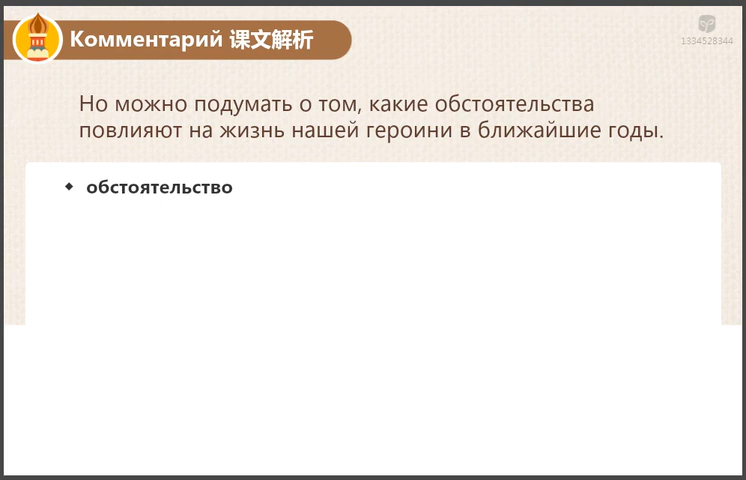 Комментарий 课文解析
1334528344
Но можно подумать о том, какие обстоятельства
повлияют на жизнь нашей героини в ближайшие годы.
обстоятельство